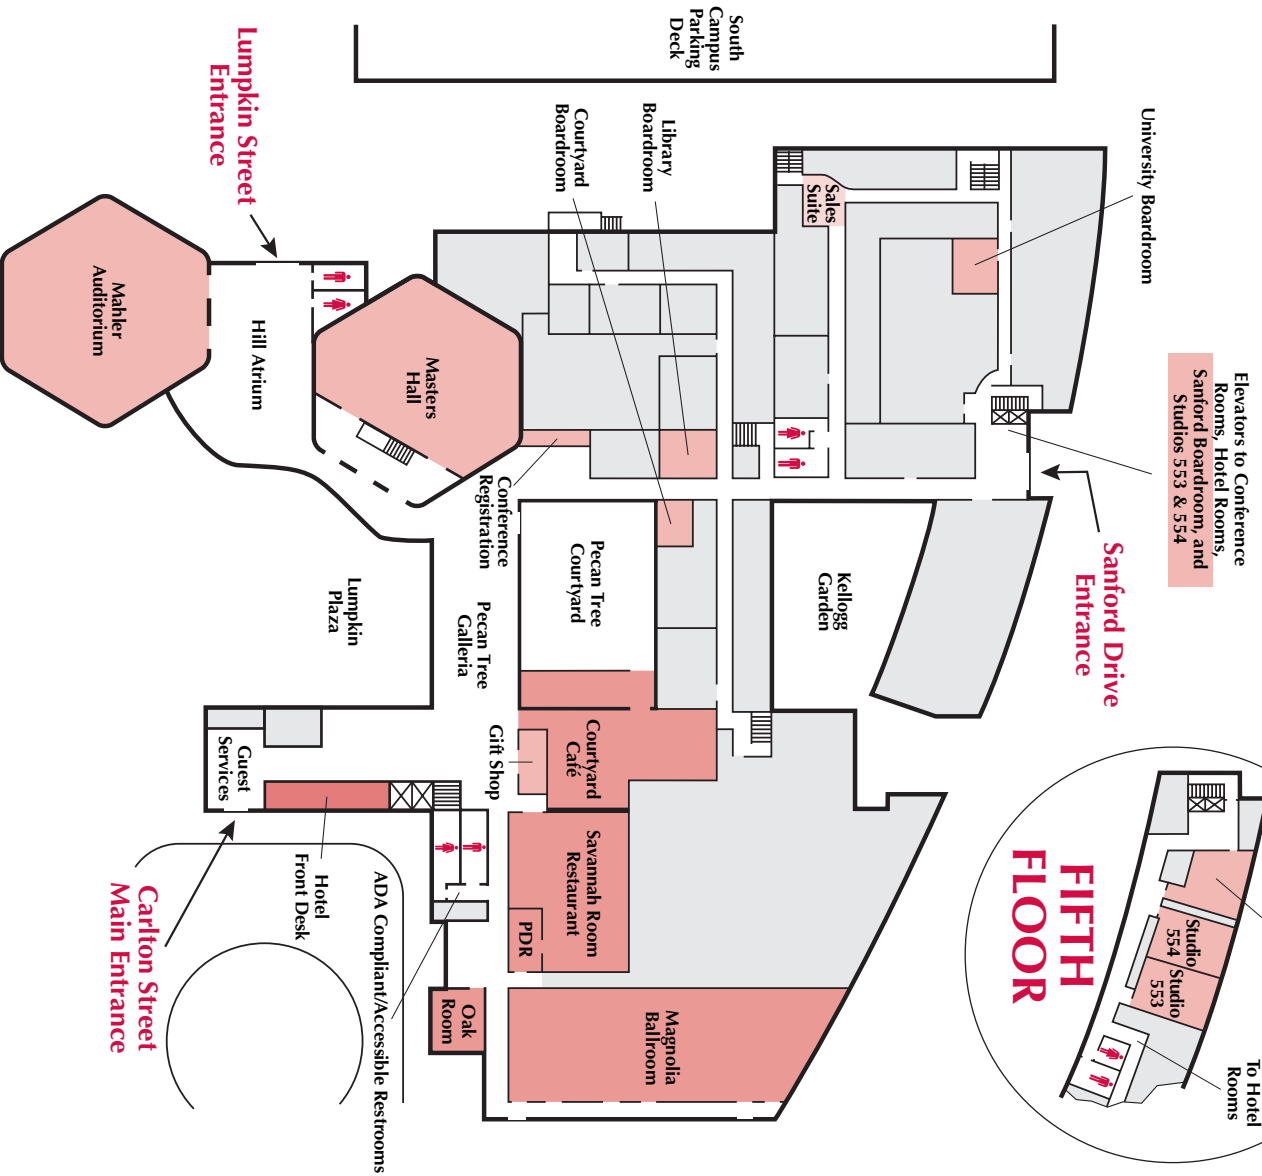 South
Campus
Parking
Deck
Lumpkin Street
Entrance
Courtyard
Boardroom
Library
Boardroom
University Boardroom
Sales
Suite
Elevators to Conference
Rooms, Hotel Rooms,
Sanford Boardroom, and
Studios 553 & 554
Mahler
Auditorium
Hill Atrium
Masters
Hall
Conference
Registration
Pecan Tree
Courtyard
Kellogg
Garden
Sanford Drive
Entrance
Lumpkin
Plaza
Pecan Tree
Galleria
Gift Shop
Courtyard
Café
Guest
Services
Savannah Room
Restaurant
PDR
Hotel
Front Desk
ADA Compliant/Accessible Restrooms
Carlton Street
Main Entrance
Oak
Room
Magnolia
Ballroom
FIFTH
FLOOR
Studio
554
Studio
553
To Hotel
Rooms